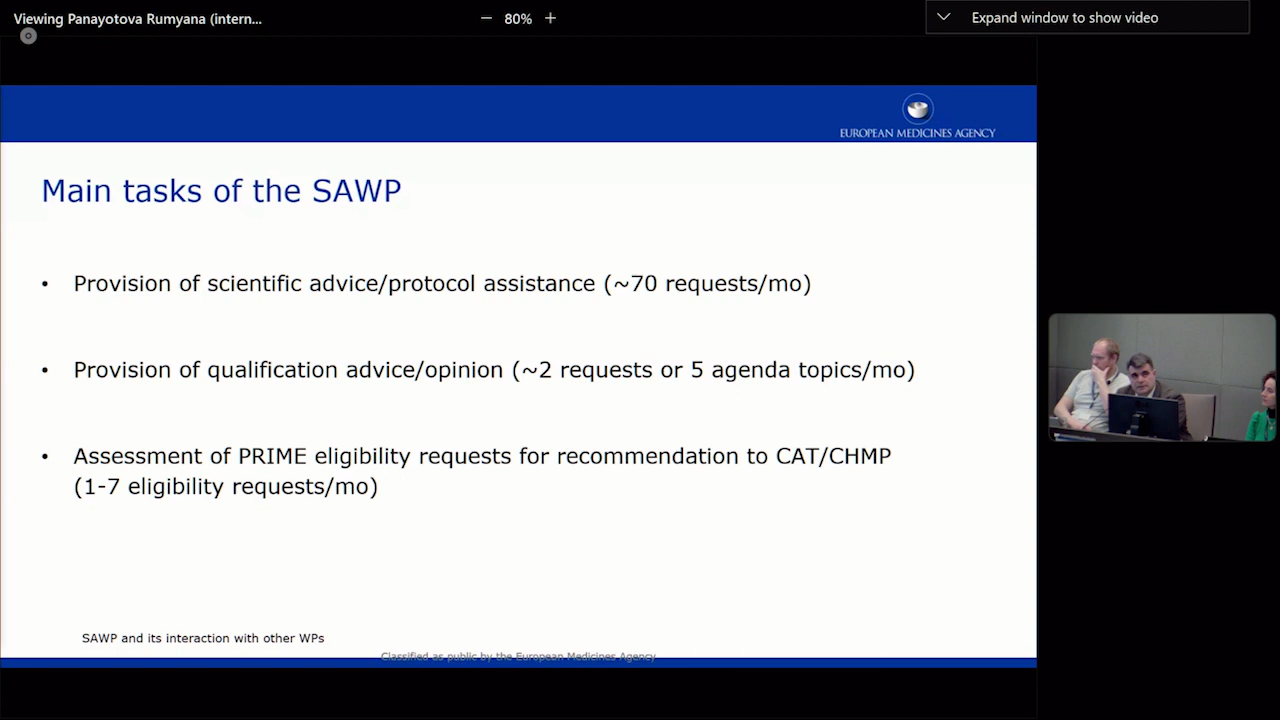 Viewing Panayotova Rumyana (intern...
80%
Expand window to show video
EUROPEAN MEDICINES AGENCY
Main tasks of the SAWP
• Provision of scientific advice/protocol assistance (~70 requests/mo)
• Provision of qualification advice/opinion (~2 requests or 5 agenda topics/mo)
• Assessment of PRIME eligibility requests for recommendation to CAT/CHMP
(1-7 eligibility requests/mo)
SAWP and its interaction with other WPs
Classified as public by the European Medicines Agency